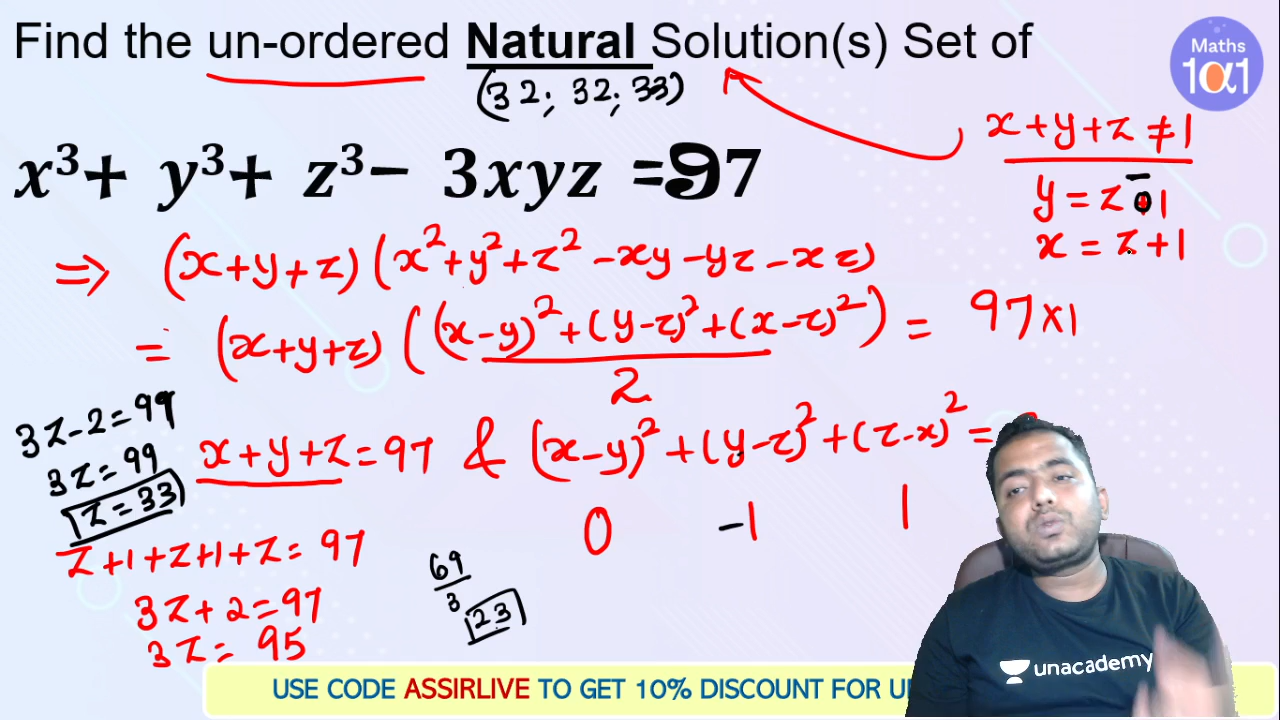 Find the un-ordered Natural Solution(s) Set of
Maths
1α1
(32; 32; 33)
x+y+z ≠ 1
x³+ y³+ z³− 3xyz =97
x = z+1
⇒ (x+y+z)(x²+y²+z²−xy−yz−xz)
= (x+y+z)((x−y)²+(y−z)²+(x−z)²)/2 = 97×1
3z−2=97
3z=99
z=33
x+y+z=97 & (x−y)²+(y−z)²+(z−x)²=
0 −1 1
z+1+z+1+z=97
3z+2=97
3z=95
69
3
23
unacademy
USE CODE ASSIRLIVE TO GET 10% DISCOUNT FOR